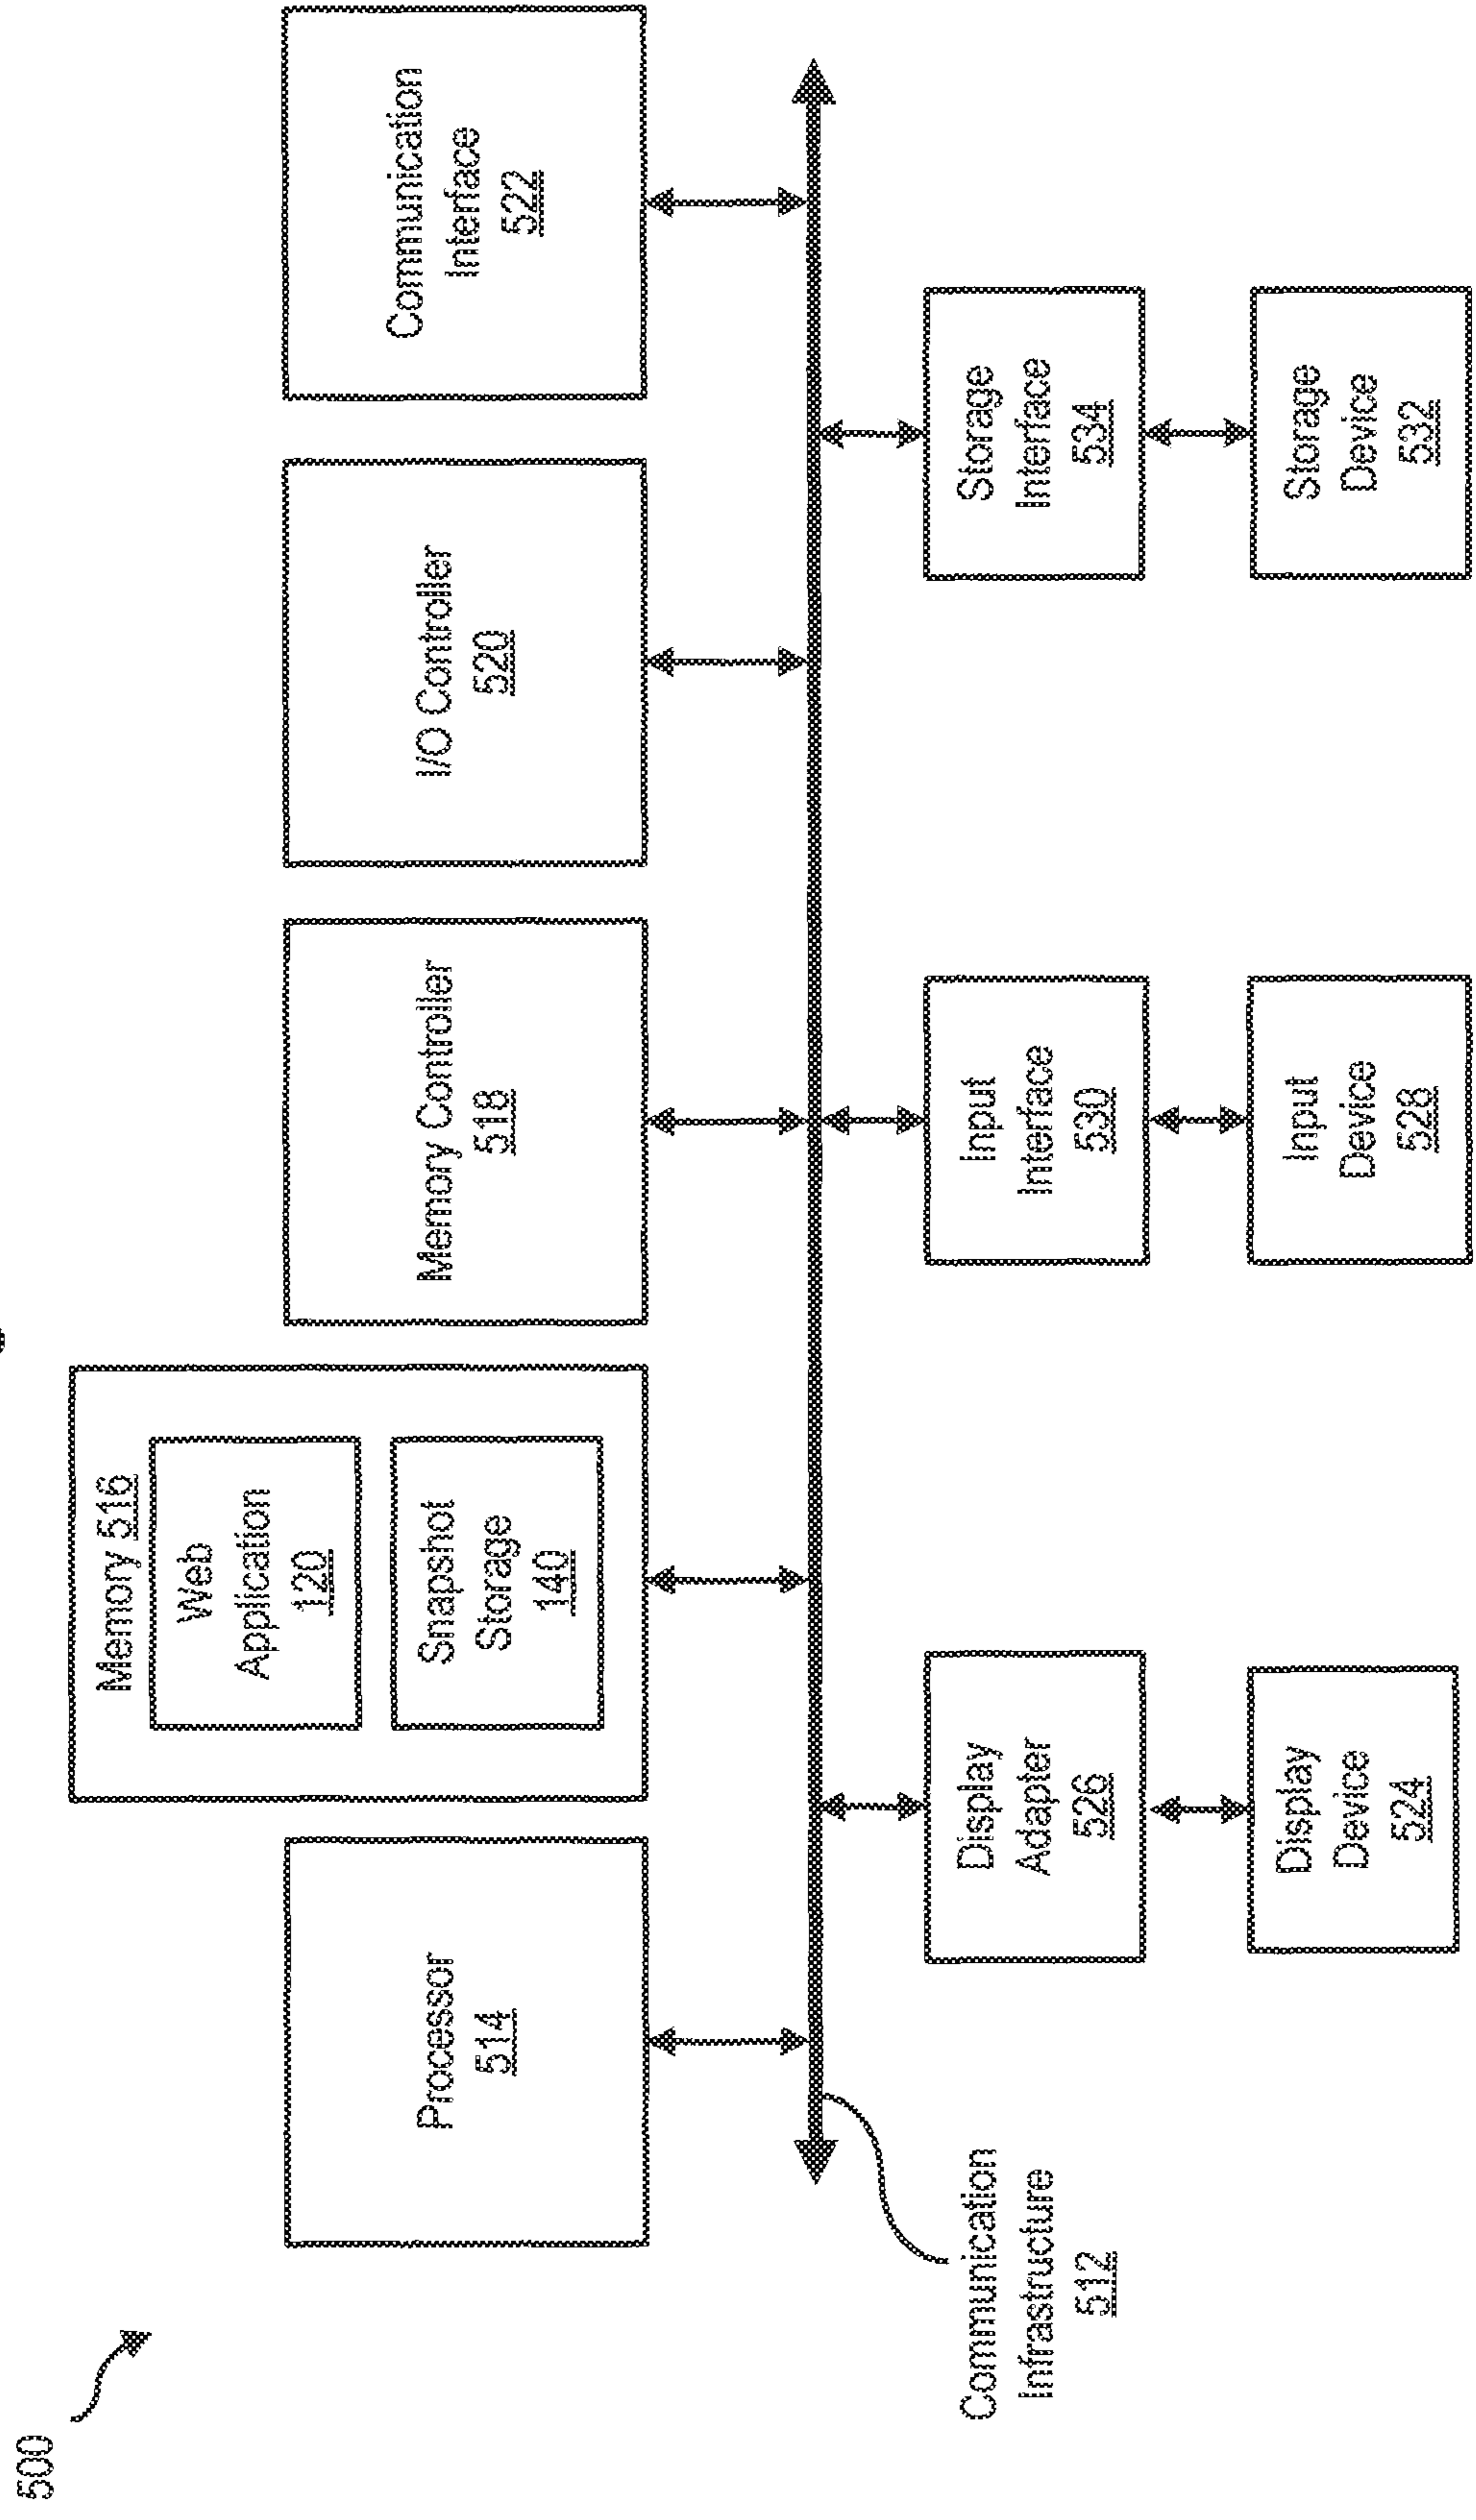 500
Processor
514
Memory 516
Web
Application
120
Snapshot
Storage
140
Memory Controller
518
I/O Controller
520
Communication
Interface
522
Communication
Infrastructure
512
Display
Adapter
526
Input
Interface
530
Storage
Interface
534
Display
Device
524
Input
Device
528
Storage
Device
532